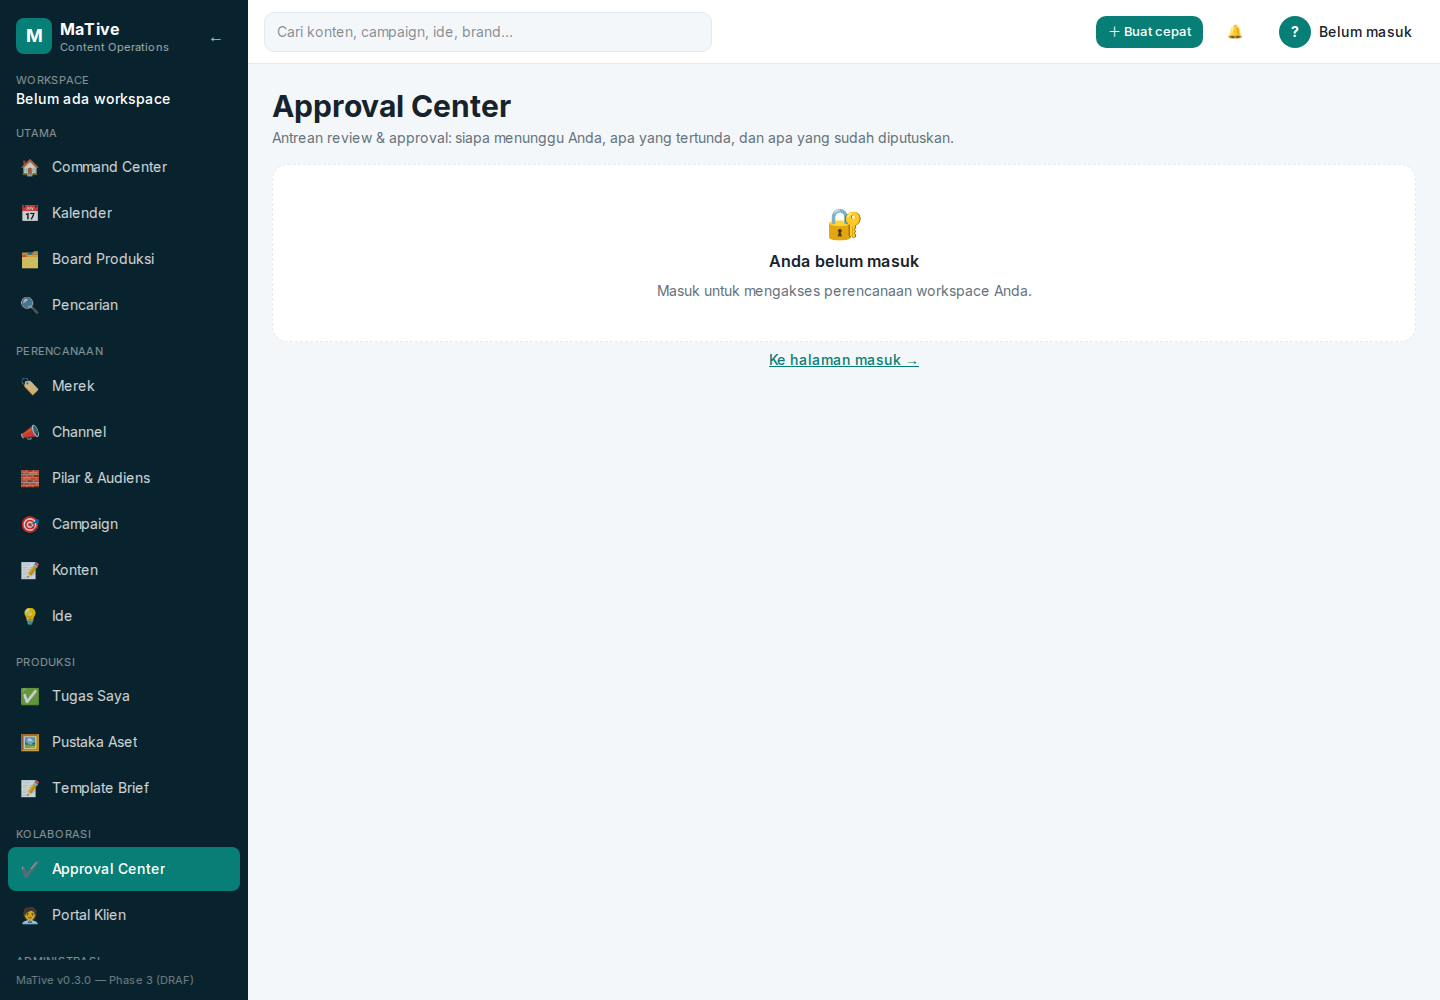 M
MaTive
Content Operations
←
WORKSPACE
Belum ada workspace
UTAMA
Command Center
Kalender
Board Produksi
Pencarian
PERENCANAAN
Merek
Channel
Pilar & Audiens
Campaign
Konten
Ide
PRODUKSI
Tugas Saya
Pustaka Aset
Template Brief
KOLABORASI
Approval Center
Portal Klien
ADMINISTRASI
MaTive v0.3.0 — Phase 3 (DRAF)
Cari konten, campaign, ide, brand...
+ Buat cepat
?
Belum masuk
Approval Center
Antrean review & approval: siapa menunggu Anda, apa yang tertunda, dan apa yang sudah diputuskan.
Anda belum masuk
Masuk untuk mengakses perencanaan workspace Anda.
Ke halaman masuk →